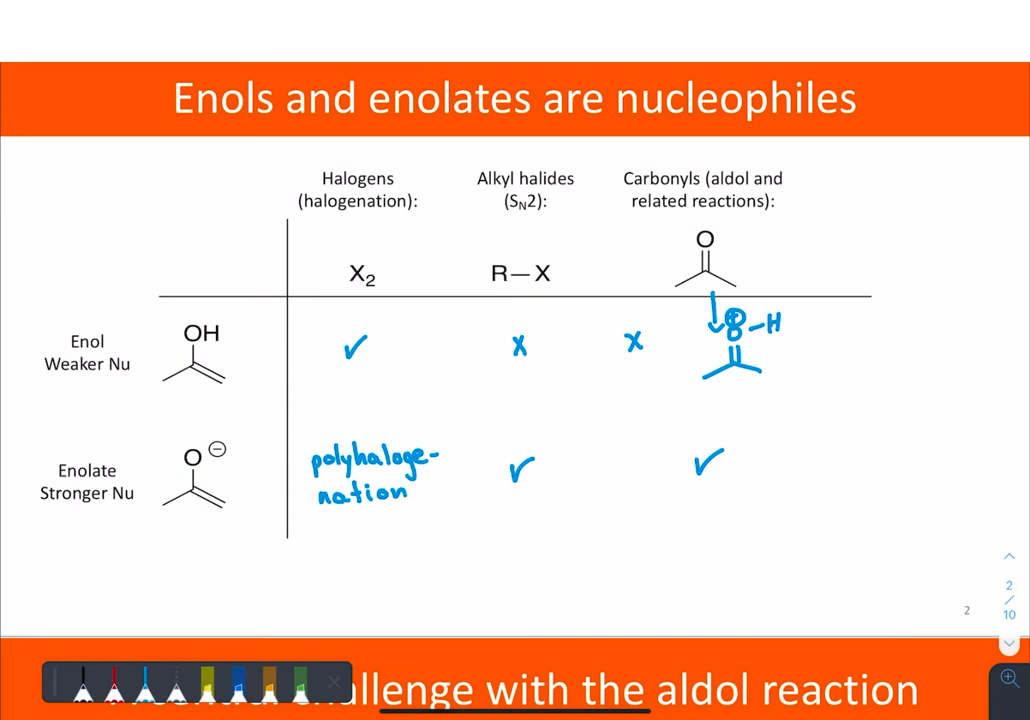 Enols and enolates are nucleophiles
Halogens
(halogenation):
Alkyl halides
(SN2):
Carbonyls (aldol and
related reactions):
O
X2
R—X
Enol
Weaker Nu
OH
✓
x
x
⊕
O-H
Enolate
Stronger Nu
O ⊖
polyhaloge-
nation
✓
✓
2
2
/
10
challenge with the aldol reaction